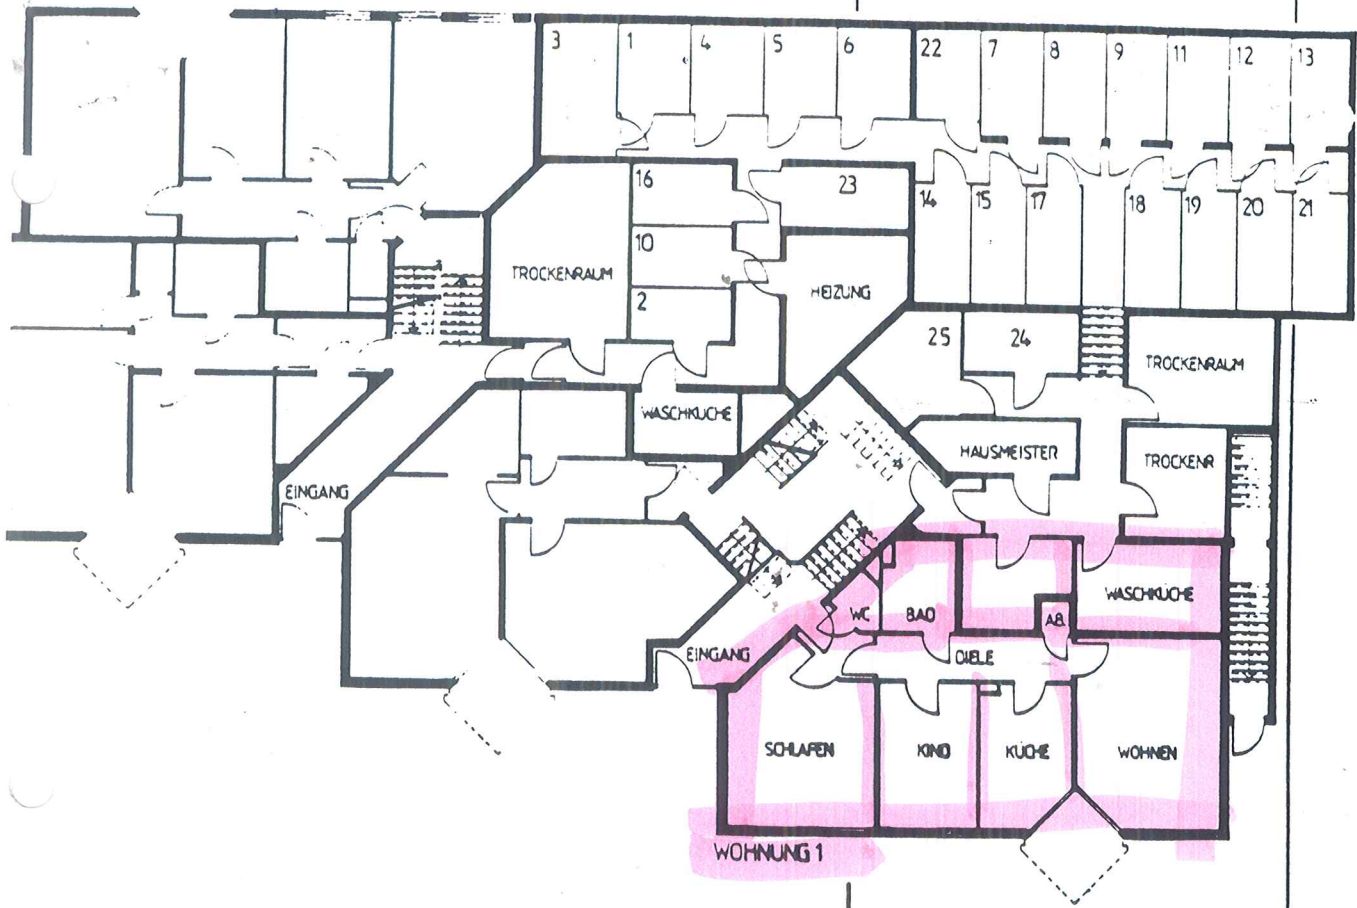 3 1 4 5 6 22 7 8 9 11 12 13
16 23
14 15 17 18 19 20 21
10
TROCKENRAUM
HEIZUNG
2
25 24
TROCKENRAUM
WASCHKÜCHE
HAUSMEISTER
TROCKENR
EINGANG
WASCHKÜCHE
WC BAD AB.
EINGANG
DIELE
SCHLAFEN KIND KÜCHE WOHNEN
WOHNUNG 1